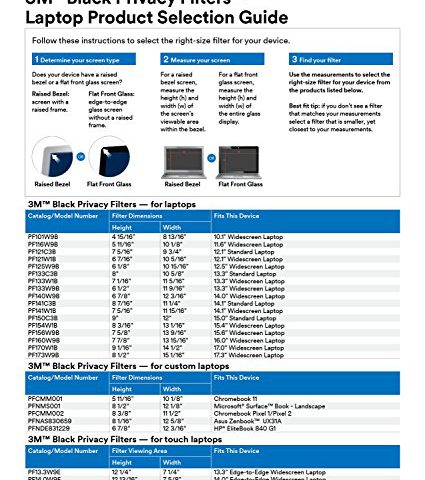 3M™ Black Privacy Filters
Laptop Product Selection Guide
Follow these instructions to select the right-size filter for your device.
1 Determine your screen type
Does your device have a raised
bezel or a flat front glass screen?
Raised Bezel:
screen with a
raised frame.
Flat Front Glass:
edge-to-edge
glass screen
without a raised
frame.
OR
Raised Bezel
Flat Front Glass
2 Measure your screen
For a raised
bezel screen,
measure the
height (h) and
width (w) of
the screen's
viewable area
within the bezel.
For a flat front
glass screen,
measure the
height (h) and
width (w) of
the entire glass
display.
OR
Raised Bezel
Flat Front Glass
3 Find your filter
Use the measurements to select the
right-size filter for your device from
the products listed below.
Best fit tip: if you don't see a filter
that matches your measurements
select a filter that is smaller, yet
closest to your measurements.
3M™ Black Privacy Filters — for laptops
Catalog/Model Number Filter Dimensions Fits This Device
Height Width
PF101W9B 4 15/16" 8 13/16" 10.1" Widescreen Laptop
PF116W9B 5 11/16" 10 1/8" 11.6" Widescreen Laptop
PF121C3B 7 5/16" 9 3/4" 12.1" Standard Laptop
PF121W1B 6 7/16" 10 5/16" 12.1" Widescreen Laptop
PF125W9B 6 1/8" 10 15/16" 12.5" Widescreen Laptop
PF133C3B 8" 10 5/8" 13.3" Standard Laptop
PF133W1B 7 1/16" 11 5/16" 13.3" Widescreen Laptop
PF133W9B 6 1/2" 11 9/16" 13.3" Widescreen Laptop
PF140W9B 6 7/8" 12 3/16" 14.0" Widescreen Laptop
PF141C3B 8 7/16" 11 1/4" 14.1" Standard Laptop
PF141W1B 7 5/16" 11 15/16" 14.1" Widescreen Laptop
PF150C3B 9" 12" 15.0" Standard Laptop
PF154W1B 8 3/16" 13 1/16" 15.4" Widescreen Laptop
PF156W9B 7 5/8" 13 9/16" 15.6" Widescreen Laptop
PF160W9B 7 7/8" 13 15/16" 16.0" Widescreen Laptop
PF170W1B 9 1/16" 14 1/2" 17.0" Widescreen Laptop
PF173W9B 8 1/2" 15 1/16" 17.3" Widescreen Laptop
3M™ Black Privacy Filters — for custom laptops
Catalog/Model Number Filter Dimensions Fits This Device
Height Width
PFCMM001 5 11/16" 10 1/8" Chromebook 11
PFNMS001 8 1/2" 12 1/8" Microsoft® Surface™ Book - Landscape
PFCMM002 8 3/8" 11 1/2" Chromebook Pixel 1/Pixel 2
PFNAS830659 8 1/16" 12 5/8" Asus Zenbook™ UX31A
PFNDE831229 6 7/8" 12 3/16" HP® EliteBook 840 G1
3M™ Black Privacy Filters — for touch laptops
Catalog/Model Number Filter Viewing Area Fits This Device
Height Width
PF13.3W9E 12 1/4" 7 1/4" 13.3" Edge-to-Edge Widescreen Laptop
PF14.0W9E 12 13/16" 7 5/8" 14.0" Edge-to-Edge Widescreen Laptop